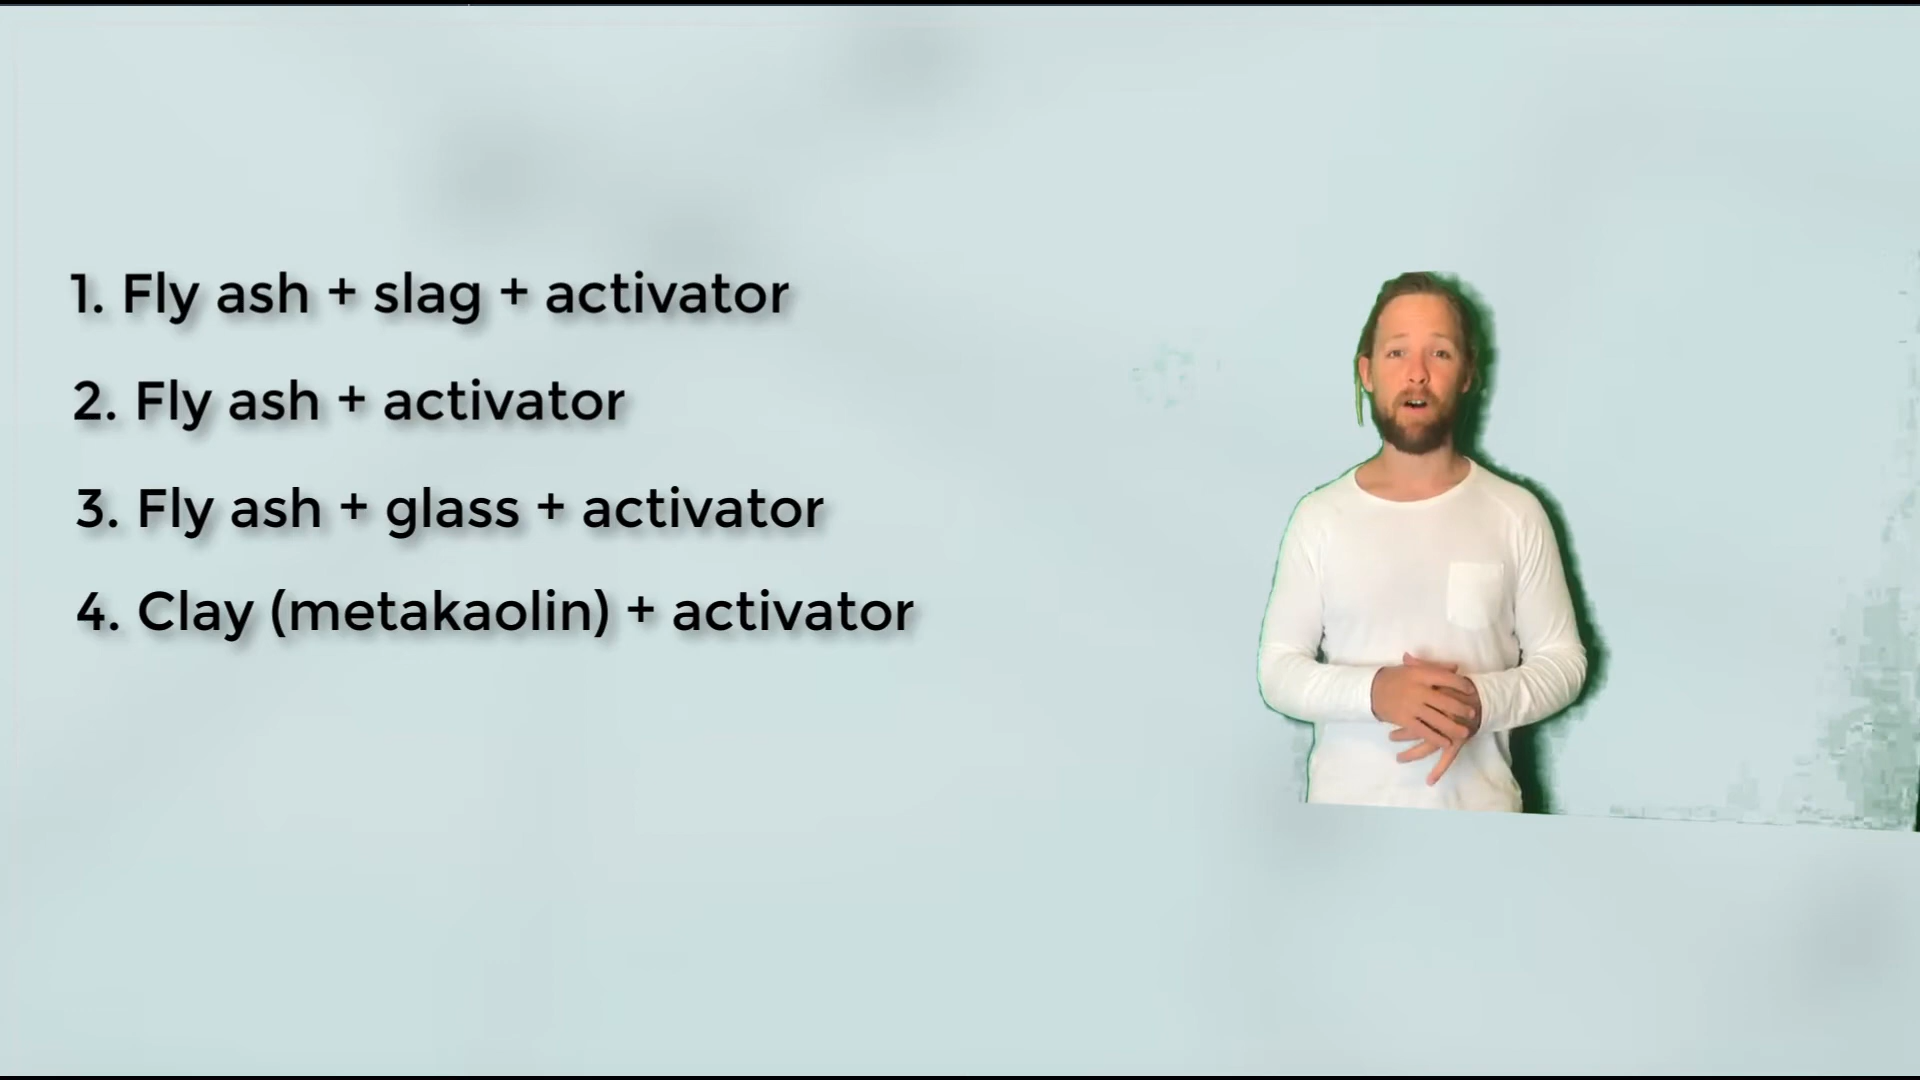 1. Fly ash + slag + activator
2. Fly ash + activator
3. Fly ash + glass + activator
4. Clay (metakaolin) + activator